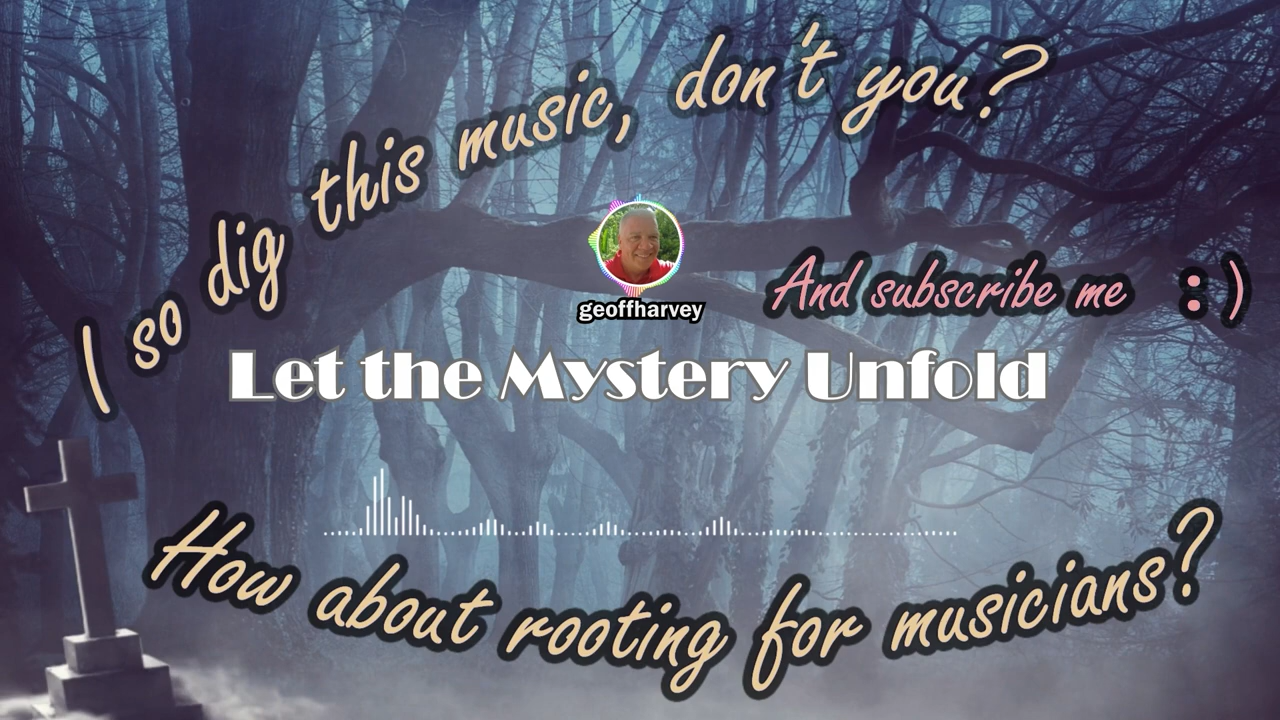 I so dig this music, don't you?
geoffharvey
And subscribe me :)
Let the Mystery Unfold
How about rooting for musicians?